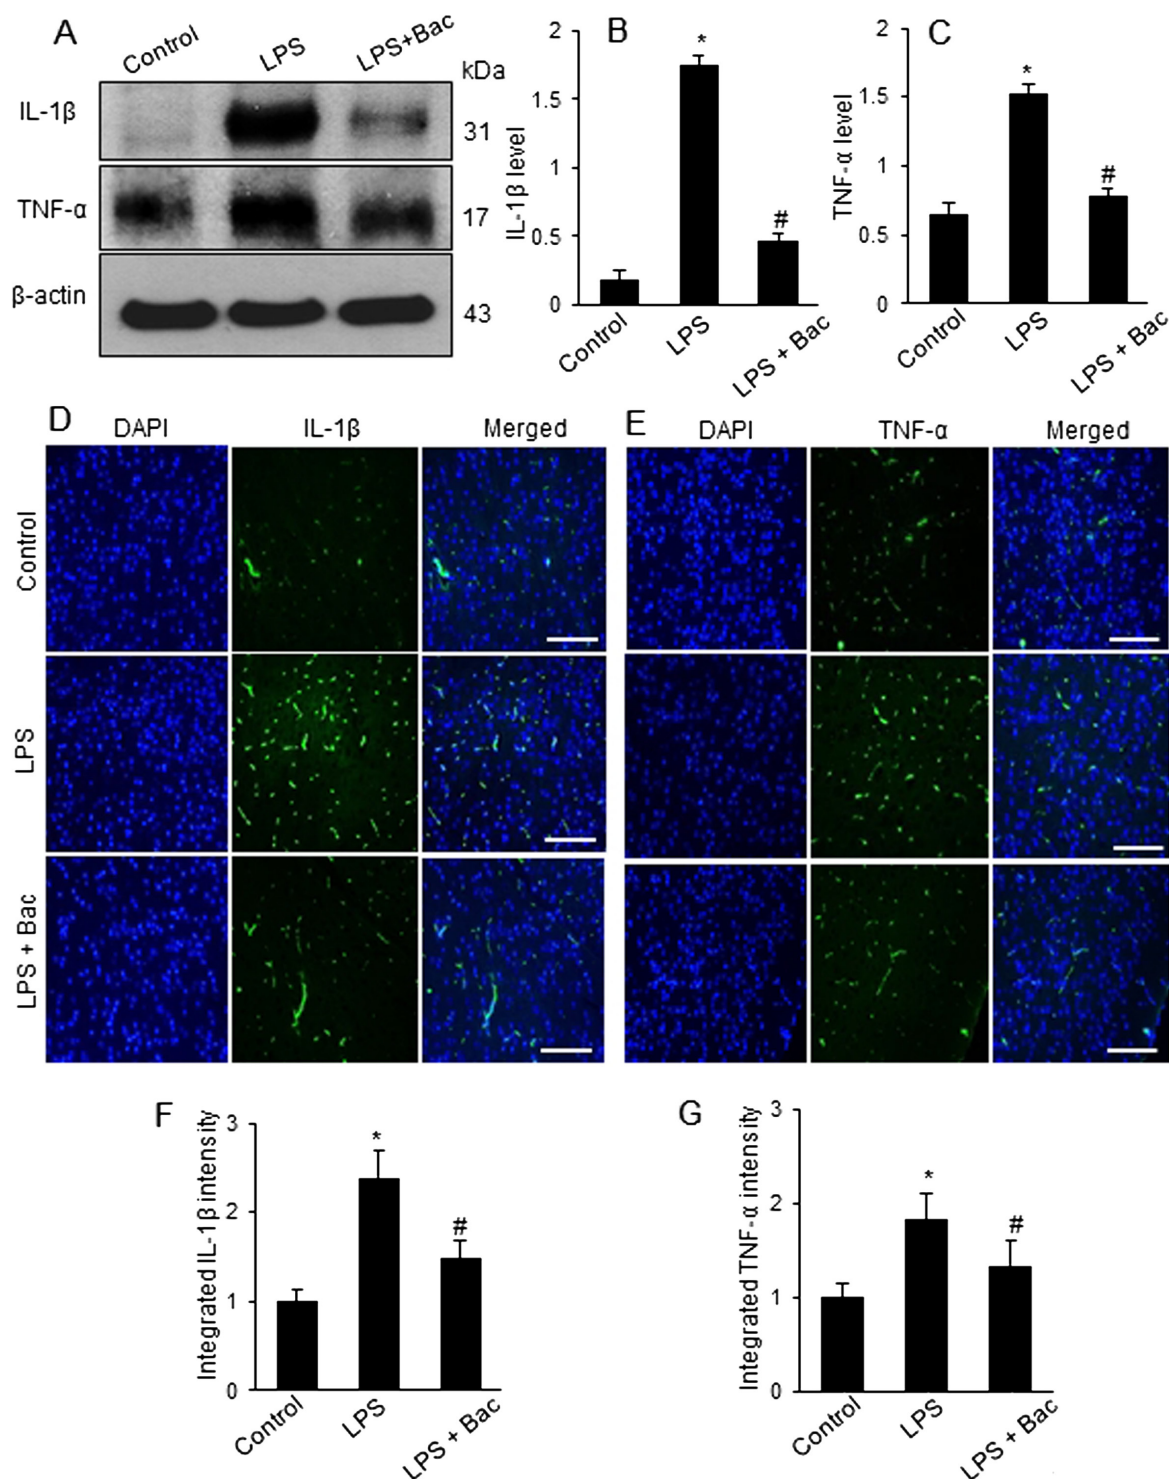 A
Control
LPS
LPS+Bac
kDa
IL-1β
31
TNF-α
17
β-actin
43
B
IL-1β level
2
1.5
1
0.5
0
*
#
Control
LPS
LPS + Bac
C
TNF-α level
2
1.5
1
0.5
0
*
#
Control
LPS
LPS + Bac
D
DAPI
IL-1β
Merged
Control
LPS
LPS + Bac
E
DAPI
TNF-α
Merged
F
Integrated IL-1β intensity
3
2
1
0
*
#
Control
LPS
LPS + Bac
G
Integrated TNF-α intensity
3
2
1
0
*
#
Control
LPS
LPS + Bac